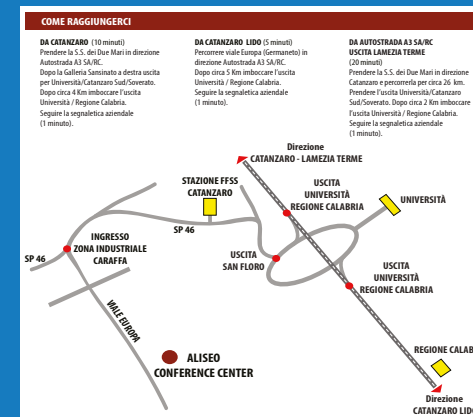 COME RAGGIUNGERCI
DA CATANZARO (10 minuti)
Prendere la S.S. dei Due Mari in direzione
Autostrada A3 SA/RC.
Dopo la Galleria Sansinato a destra uscita
per Università/Catanzaro Sud/Soverato.
Dopo circa 4 Km imboccare l'uscita
Università / Regione Calabria.
Seguire la segnaletica aziendale
(1 minuto).
DA CATANZARO LIDO (5 minuti)
Percorrere viale Europa (Germaneto) in
direzione Autostrada A3 SA/RC.
Dopo circa 5 Km imboccare l'uscita
Università / Regione Calabria.
Seguire la segnaletica aziendale
(1 minuto).
DA AUTOSTRADA A3 SA/RC
USCITA LAMEZIA TERME
(20 minuti)
Prendere la S.S. dei Due Mari in direzione
Catanzaro e percorrerla per circa 26 km.
Prendere l'uscita Università/Catanzaro
Sud/Soverato. Dopo circa 2 Km imboccare
l'uscita Università / Regione Calabria.
Seguire la segnaletica aziendale
(1 minuto).
Direzione
CATANZARO - LAMEZIA TERME
STAZIONE FFSS
CATANZARO
USCITA
UNIVERSITÀ
REGIONE CALABRIA
UNIVERSITÀ
SP 46
INGRESSO
ZONA INDUSTRIALE
CARAFFA
SP 46
USCITA
SAN FLORO
USCITA
UNIVERSITÀ
REGIONE CALABRIA
VIALE EUROPA
ALISEO
CONFERENCE CENTER
REGIONE CALAB
Direzione
CATANZARO LIDO